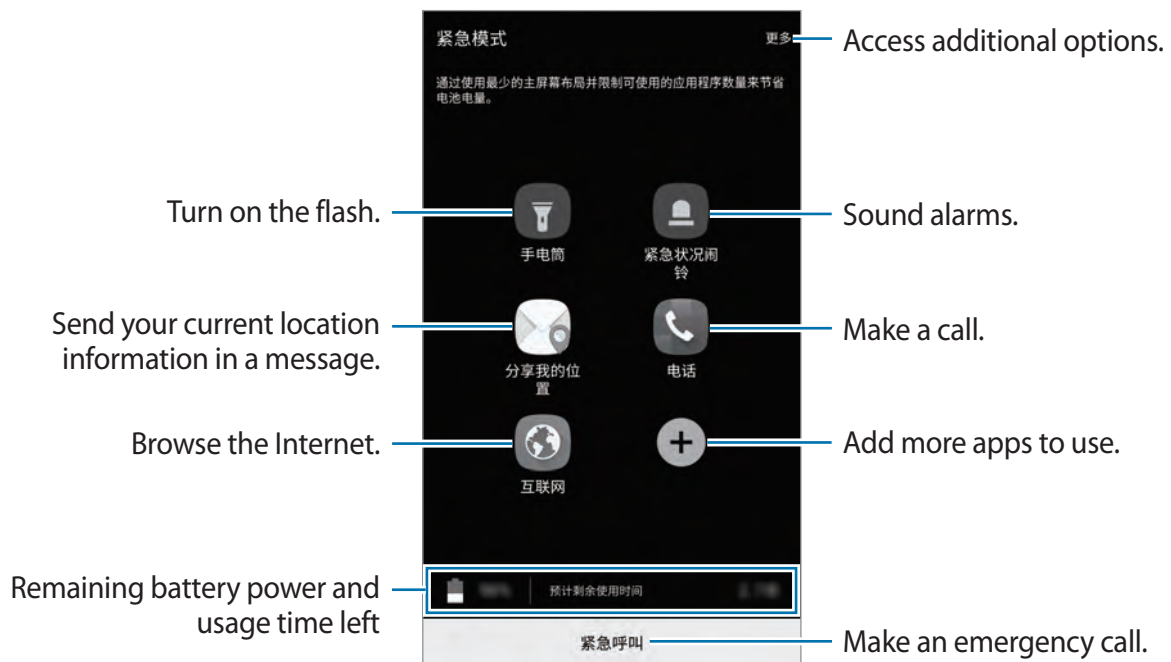 紧急模式
更多
Access additional options.
通过使用最少的主屏幕布局并限制可使用的应用程序数量来节省
电池电量。
Turn on the flash.
手电筒
紧急状况闹
铃
Sound alarms.
Send your current location
information in a message.
分享我的位
置
电话
Make a call.
Browse the Internet.
互联网
Add more apps to use.
Remaining battery power and
usage time left
预计剩余使用时间
紧急呼叫
Make an emergency call.